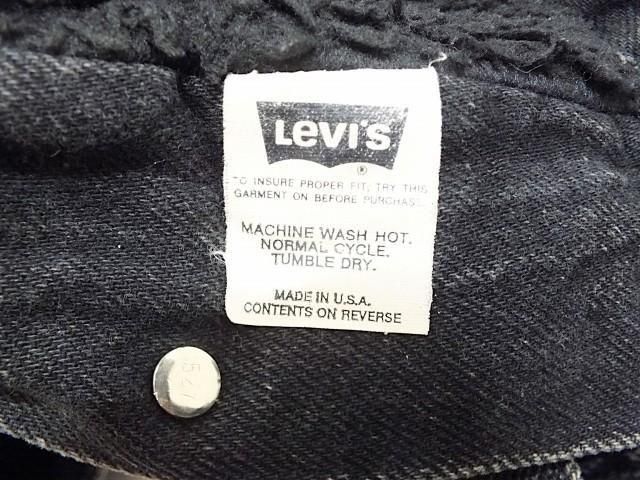 Levi's
®
TO INSURE PROPER FIT, TRY THIS
GARMENT ON BEFORE PURCHASE.
MACHINE WASH HOT.
NORMAL CYCLE.
TUMBLE DRY.
MADE IN U.S.A.
CONTENTS ON REVERSE
527